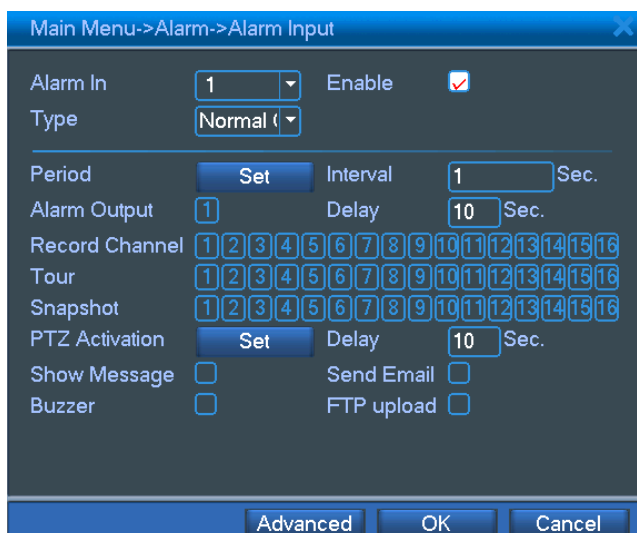 Main Menu->Alarm->Alarm Input
Alarm In 1 Enable
Type Normal (
Period Set Interval 1 Sec.
Alarm Output 1 Delay 10 Sec.
Record Channel 1 2 3 4 5 6 7 8 9 10 11 12 13 14 15 16
Tour 1 2 3 4 5 6 7 8 9 10 11 12 13 14 15 16
Snapshot 1 2 3 4 5 6 7 8 9 10 11 12 13 14 15 16
PTZ Activation Set Delay 10 Sec.
Show Message Send Email
Buzzer FTP upload
Advanced OK Cancel